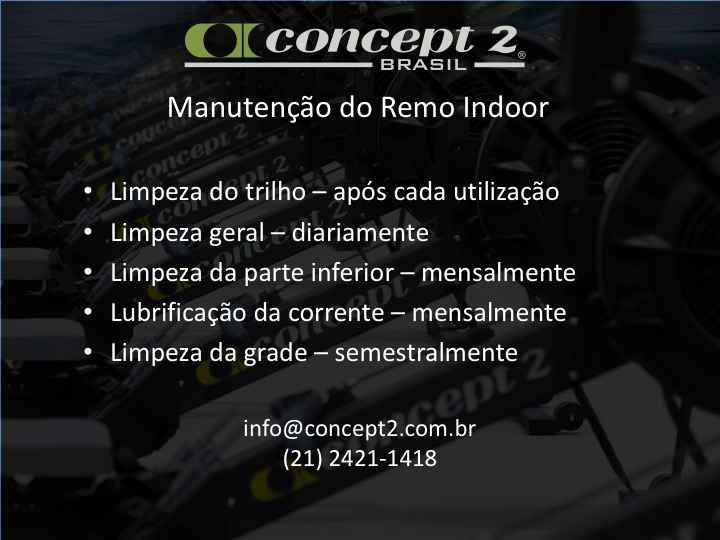 concept 2®
BRASIL
Manutenção do Remo Indoor
• Limpeza do trilho – após cada utilização
• Limpeza geral – diariamente
• Limpeza da parte inferior – mensalmente
• Lubrificação da corrente – mensalmente
• Limpeza da grade – semestralmente
info@concept2.com.br
(21) 2421-1418